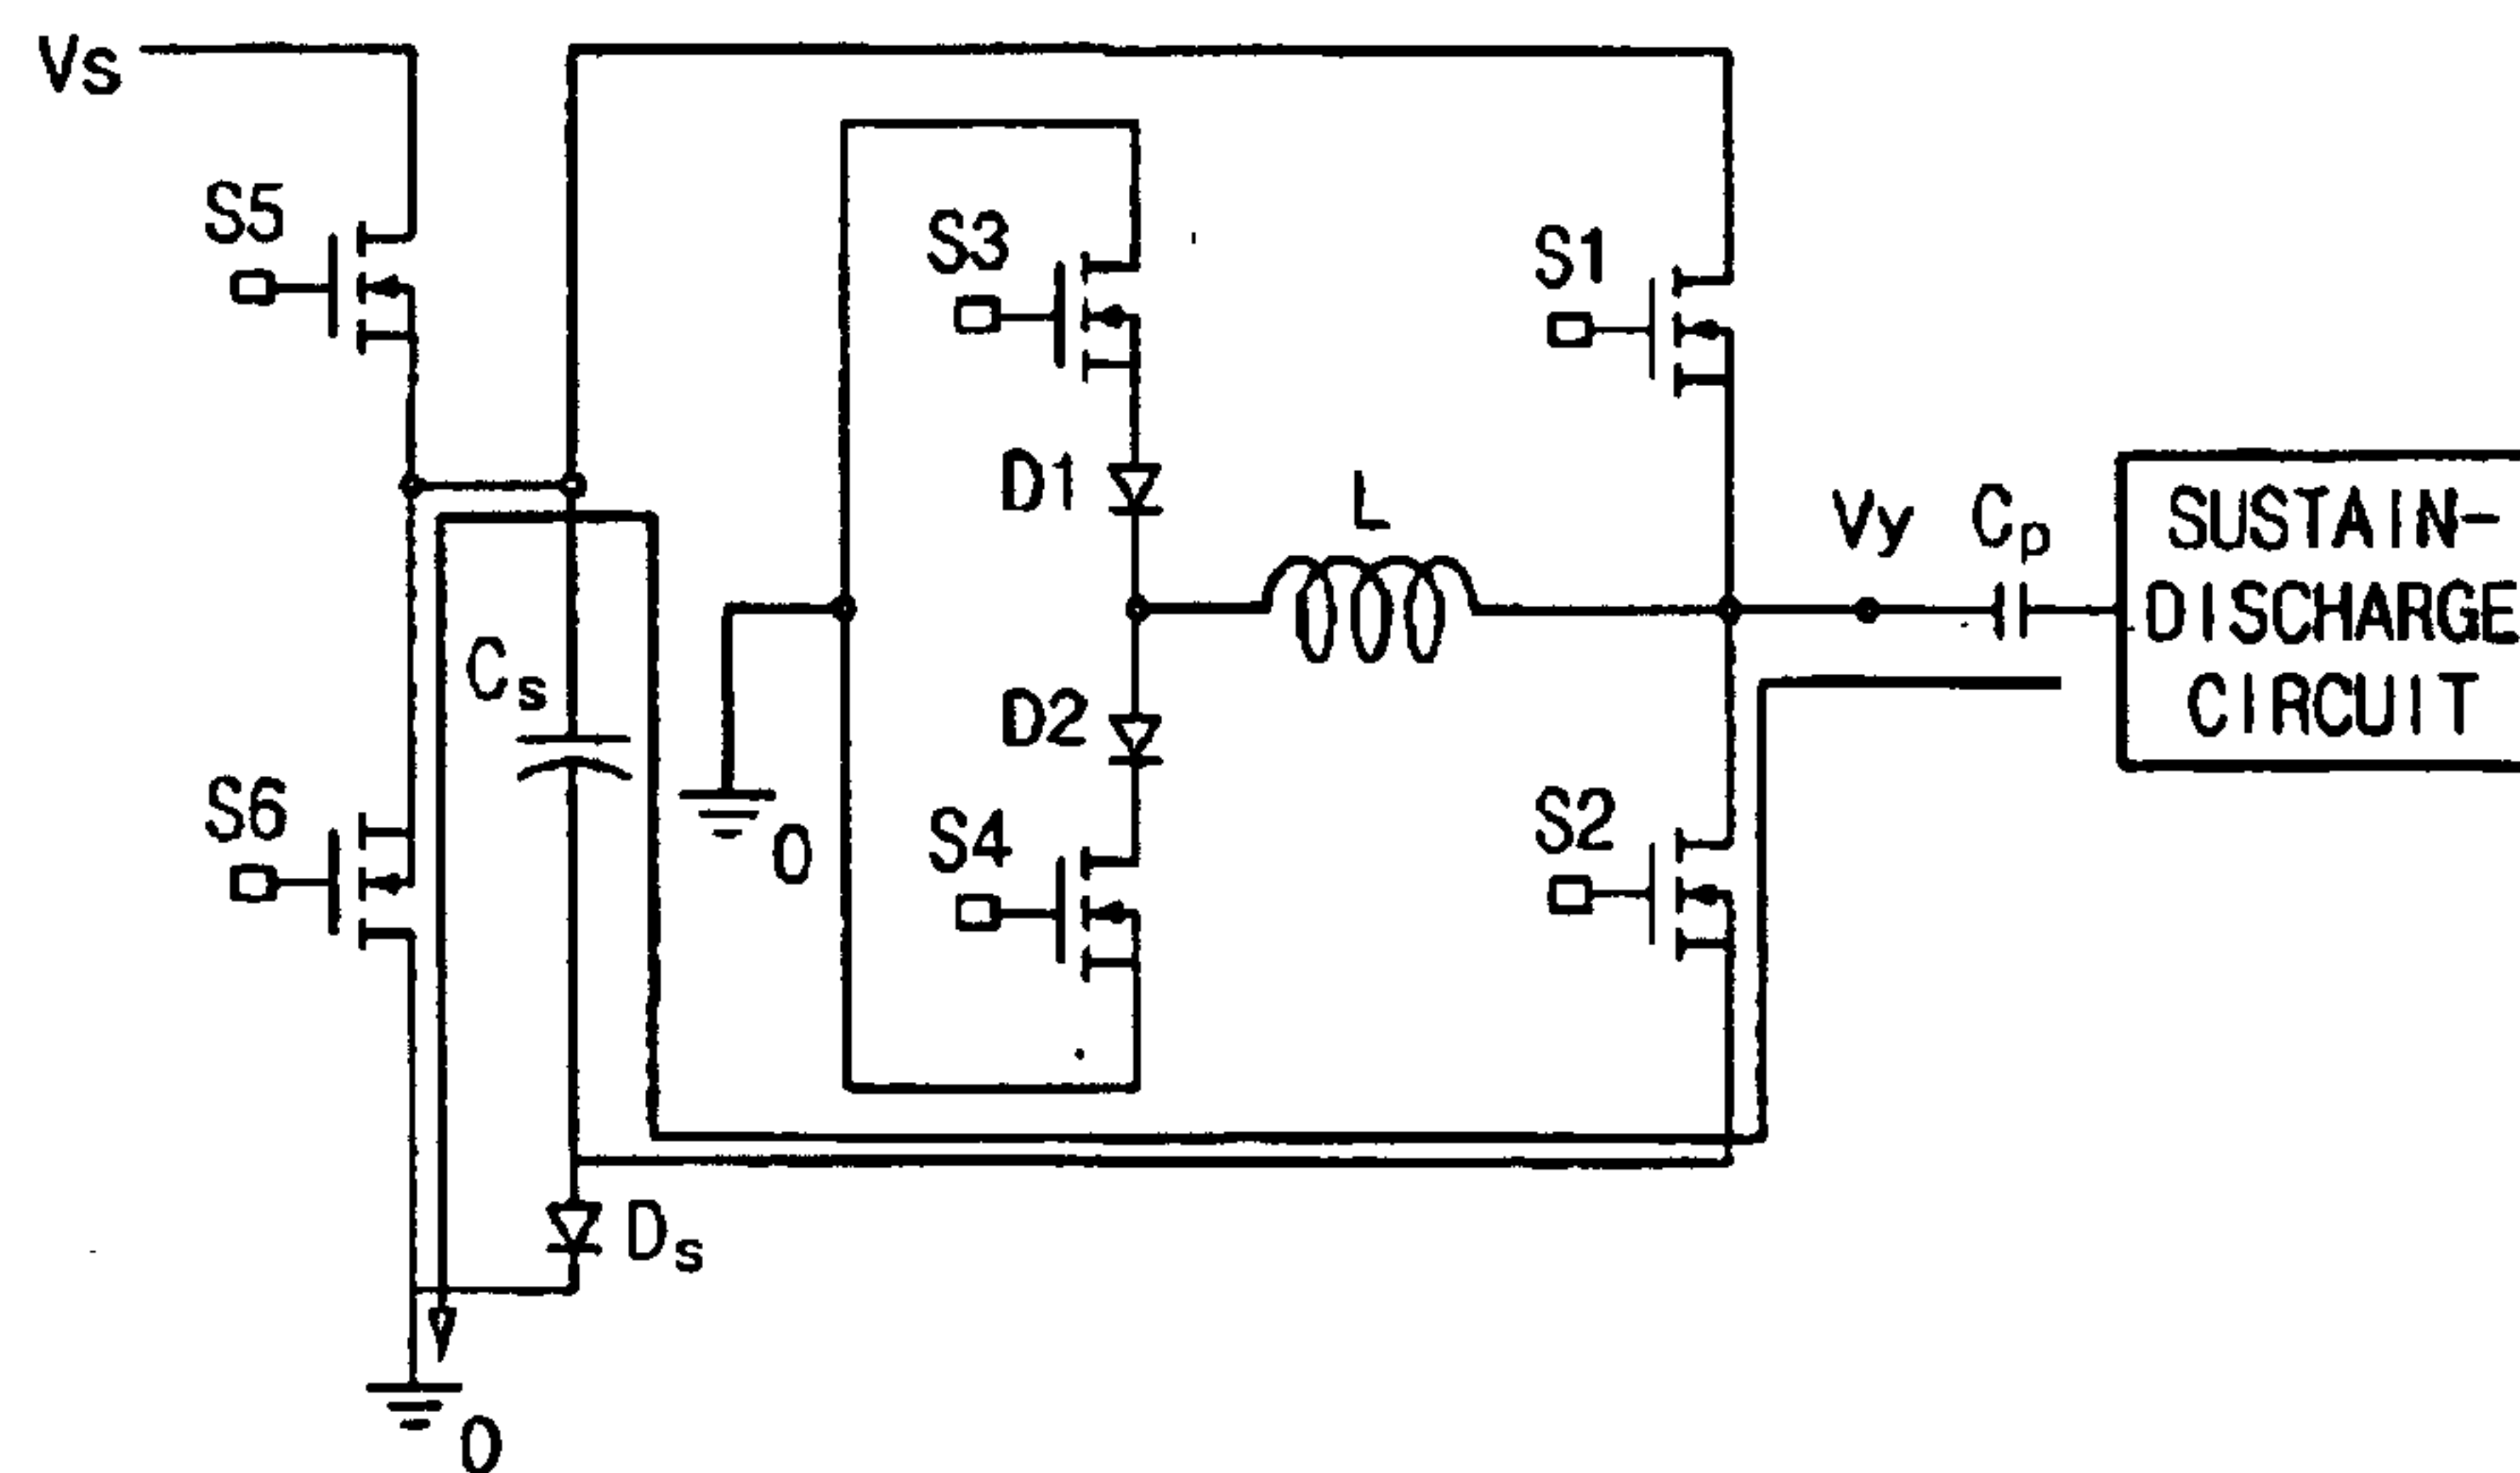 Vs
S5
S3
S1
D1
L
Vy
Cp
SUSTAIN-
DISCHARGE
CIRCUIT
Cs
D2
S6
0
S4
S2
Ds
0